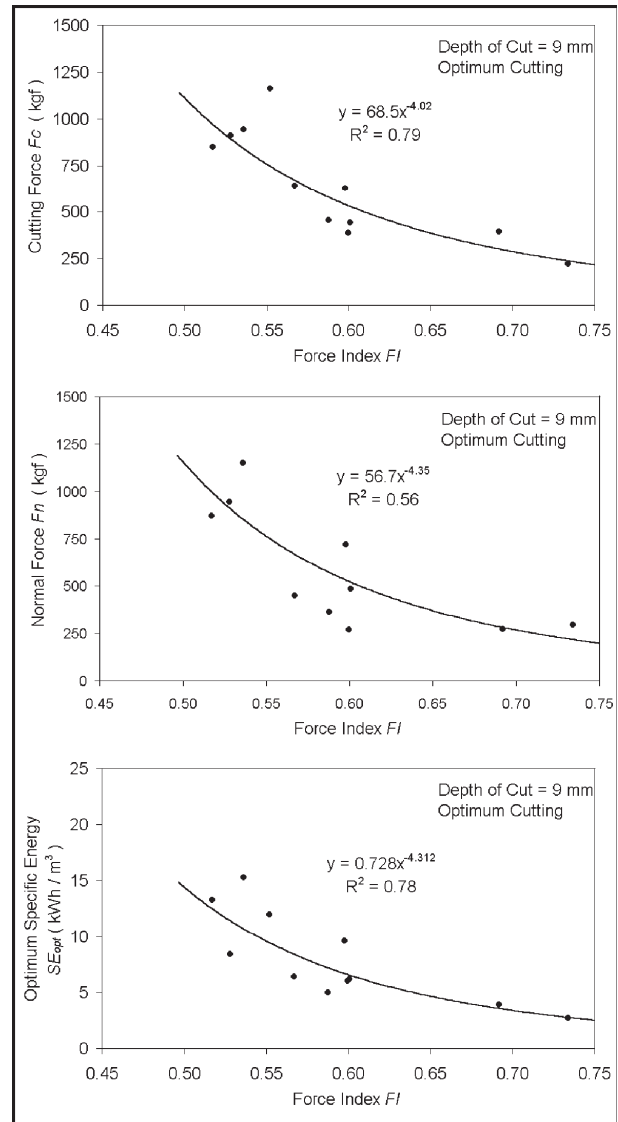 Depth of Cut = 9 mm
Optimum Cutting
y = 68.5x^-4.02
R² = 0.79
1500
1250
1000
750
500
250
0
0.45 0.50 0.55 0.60 0.65 0.70 0.75
Cutting Force Fc ( kgf )
Force Index FI
Depth of Cut = 9 mm
Optimum Cutting
y = 56.7x^-4.35
R² = 0.56
1500
1250
1000
750
500
250
0
0.45 0.50 0.55 0.60 0.65 0.70 0.75
Normal Force Fn ( kgf )
Force Index FI
Depth of Cut = 9 mm
Optimum Cutting
y = 0.728x^-4.312
R² = 0.78
25
20
15
10
5
0
0.45 0.50 0.55 0.60 0.65 0.70 0.75
Optimum Specific Energy
SEopt ( kWh / m³ )
Force Index FI